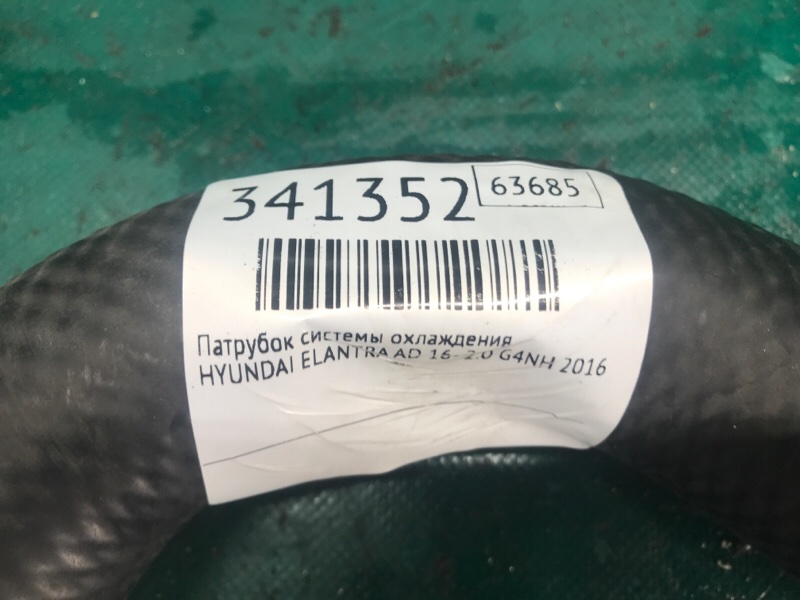 341352 63685
Патрубок системы охлаждения
HYUNDAI ELANTRA AD 16- 2.0 G4NH 2016